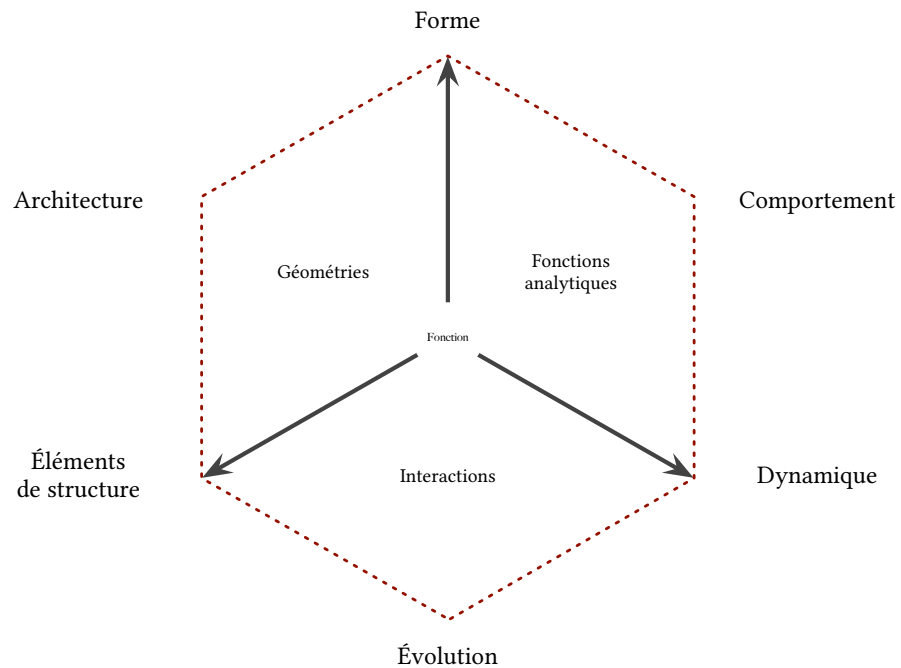 Forme
Architecture
Comportement
Géométries
Fonctions
analytiques
Fonction
Éléments
de structure
Interactions
Dynamique
Évolution